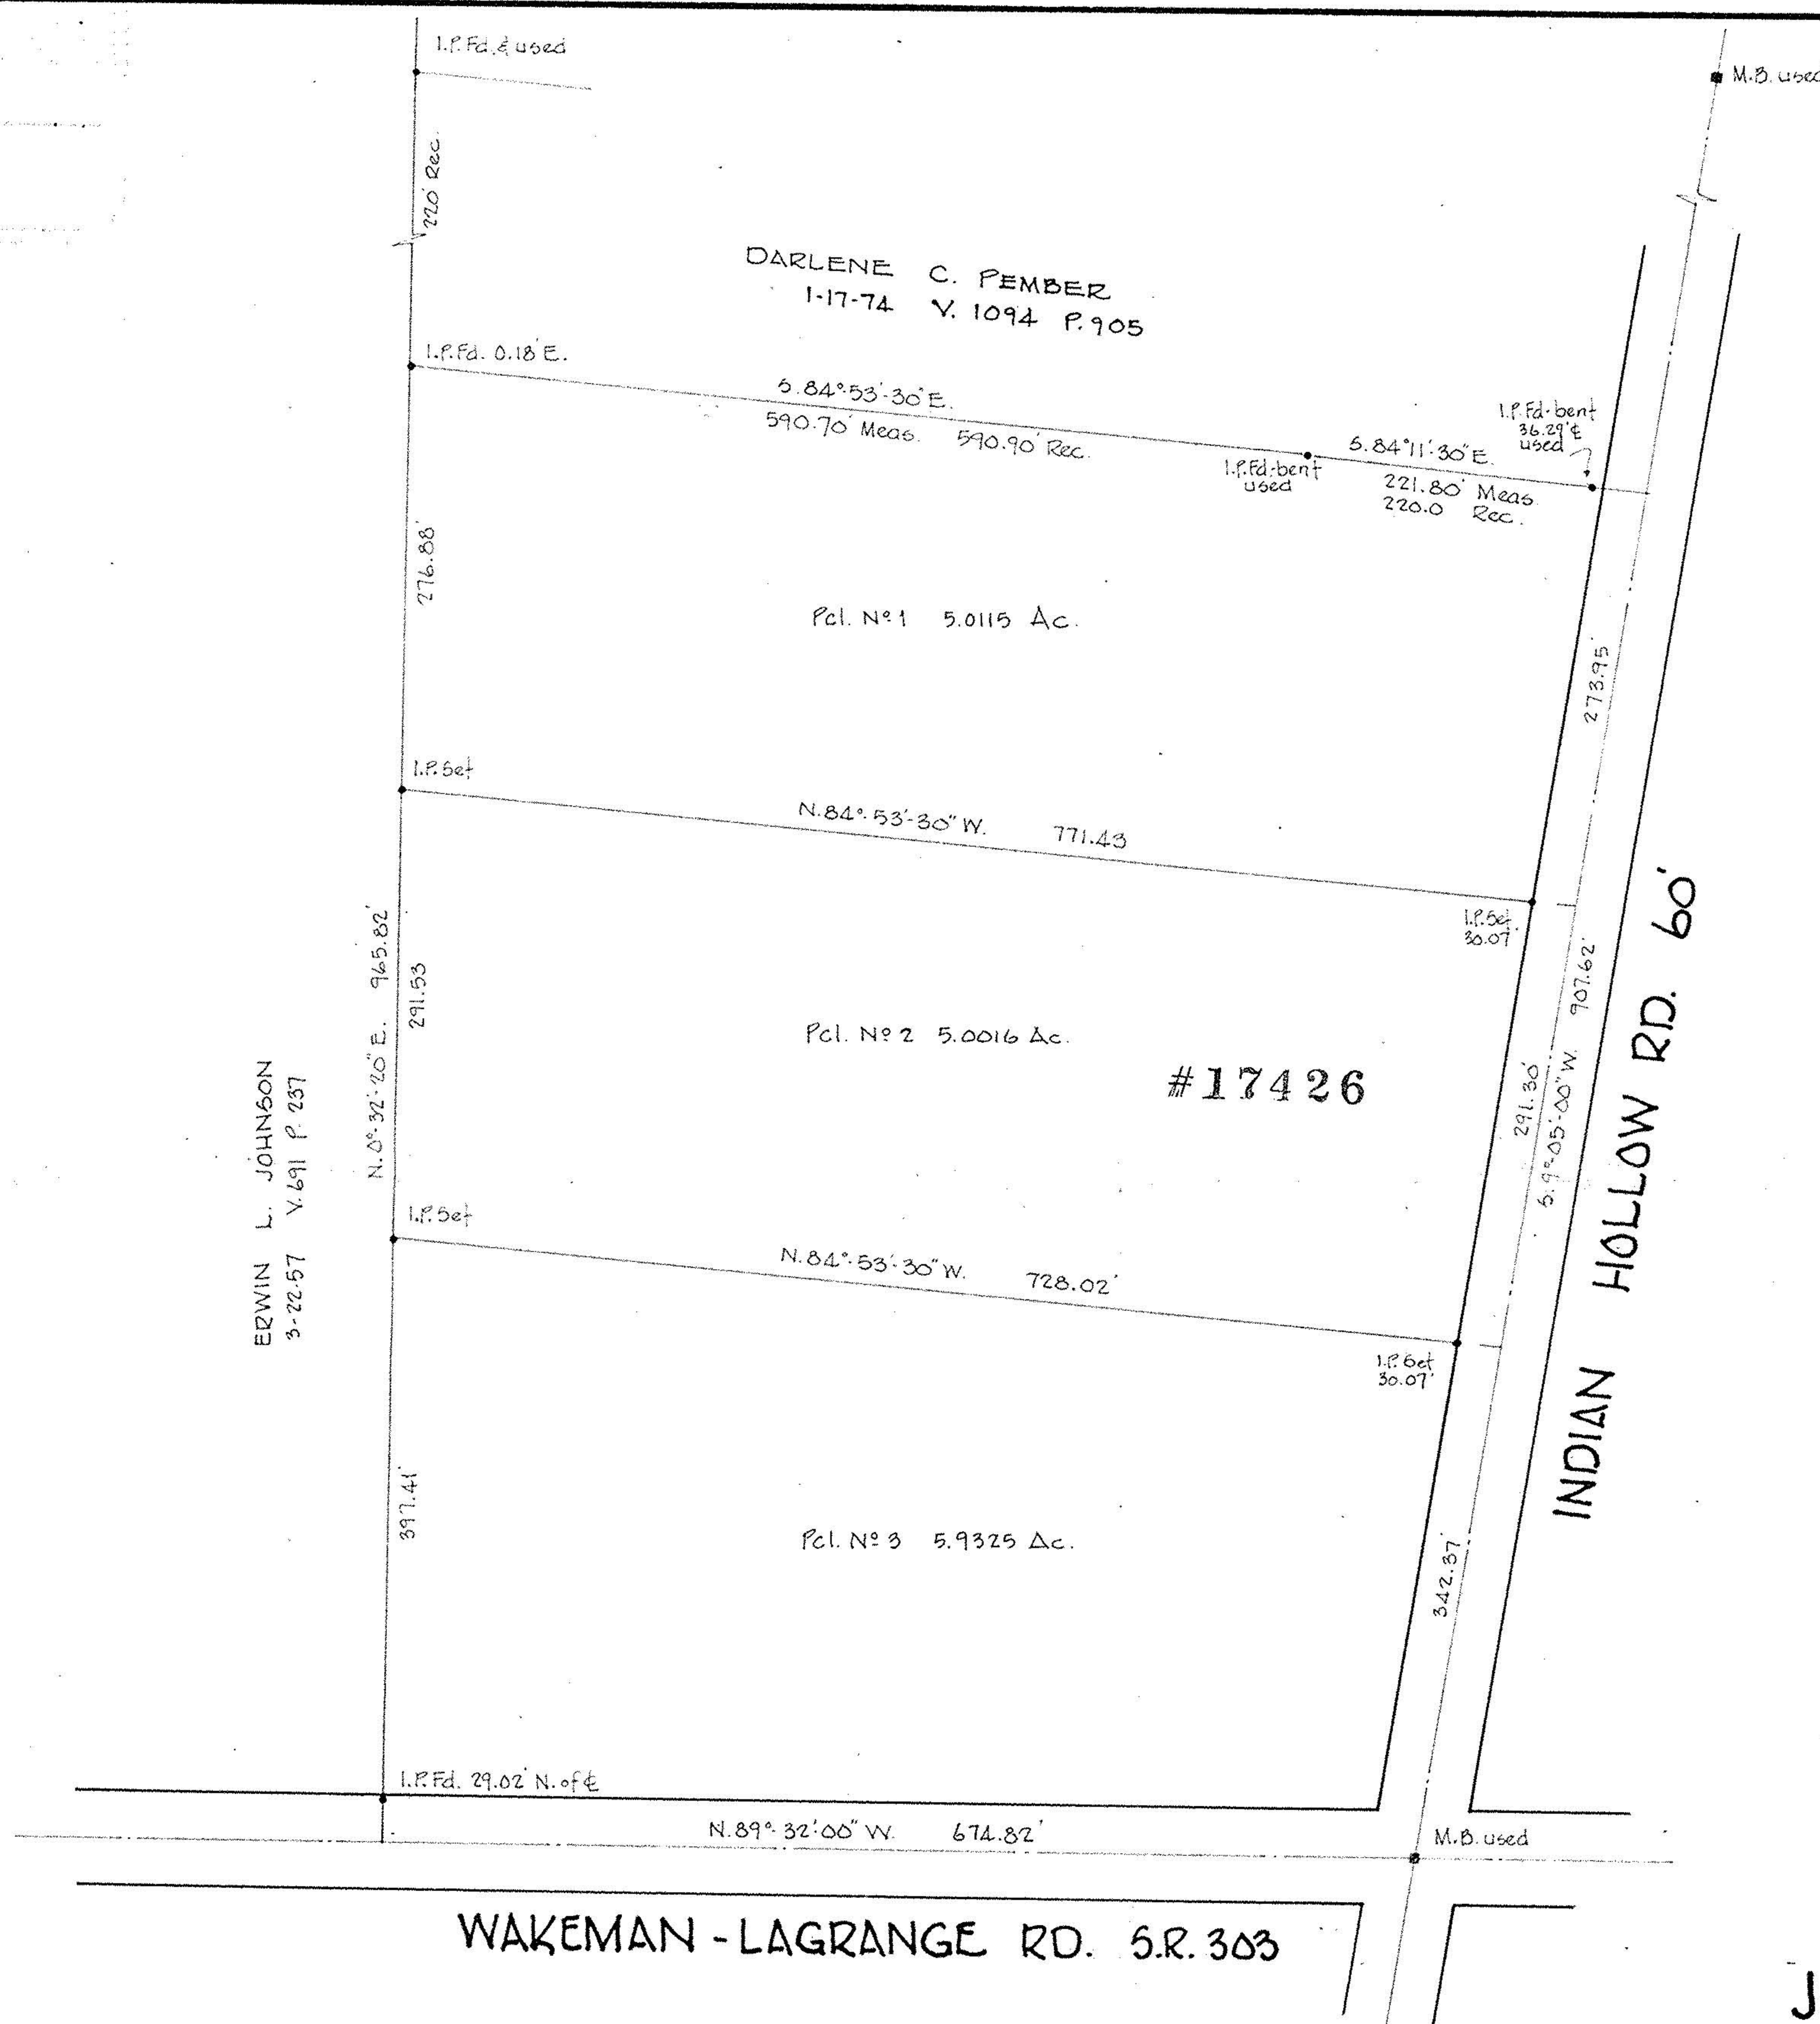 I.P. Fd. & used
M.B. used
220' Rec.
DARLENE C. PEMBER
1-17-74 V. 1094 P. 905
I.P. Fd. 0.18' E.
S. 84°-53'-30" E.
590.70' Meas. 590.90' Rec.
I.P. Fd.-bent
36.29' ℄
used
S. 84°11'-30" E.
I.P. Fd.-bent
used
221.80' Meas.
220.0 Rec.
276.88'
Pcl. Nº 1 5.0115 Ac.
273.95'
I.P. Set
N. 84°-53'-30" W. 771.43
I.P. Set
30.07'
N. 0°-32'-20" E. 965.82'
291.53
907.62'
S. 9°-05'-00" W.
291.30'
INDIAN HOLLOW RD. 60'
Pcl. Nº 2 5.0016 Ac.
#17426
ERWIN L. JOHNSON
3-22-57 V. 691 P. 237
I.P. Set
N. 84°-53'-30" W. 728.02'
I.P. Set
30.07'
397.41'
Pcl. Nº 3 5.9325 Ac.
342.37'
I.P. Fd. 29.02' N. of ℄
N. 89°-32'-00" W. 674.82'
M.B. used
WAKEMAN - LAGRANGE RD. S.R. 303
J